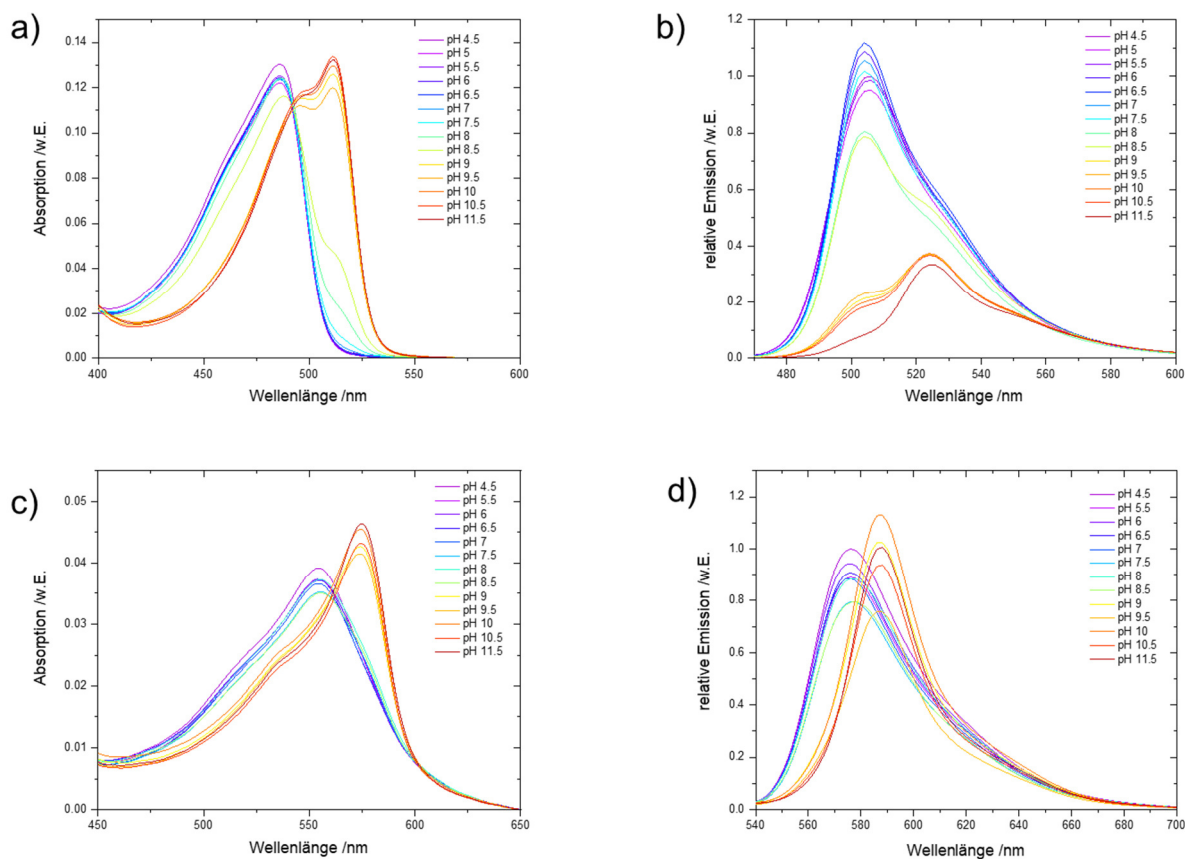 a)
Absorption /w.E.
0.14
0.12
0.10
0.08
0.06
0.04
0.02
0.00
400
450
500
550
600
Wellenlänge /nm
pH 4.5
pH 5
pH 5.5
pH 6
pH 6.5
pH 7
pH 7.5
pH 8
pH 8.5
pH 9
pH 9.5
pH 10
pH 10.5
pH 11.5
b)
relative Emission /w.E.
1.2
1.0
0.8
0.6
0.4
0.2
0.0
480
500
520
540
560
580
600
Wellenlänge /nm
pH 4.5
pH 5
pH 5.5
pH 6
pH 6.5
pH 7
pH 7.5
pH 8
pH 8.5
pH 9
pH 9.5
pH 10
pH 10.5
pH 11.5
c)
Absorption /w.E.
0.05
0.04
0.03
0.02
0.01
0.00
450
500
550
600
650
Wellenlänge /nm
pH 4.5
pH 5.5
pH 6
pH 6.5
pH 7
pH 7.5
pH 8
pH 8.5
pH 9
pH 9.5
pH 10
pH 10.5
pH 11.5
d)
relative Emission /w.E.
1.2
1.0
0.8
0.6
0.4
0.2
0.0
540
560
580
600
620
640
660
680
700
Wellenlänge /nm
pH 4.5
pH 5.5
pH 6
pH 6.5
pH 7
pH 7.5
pH 8
pH 8.5
pH 9
pH 9.5
pH 10
pH 10.5
pH 11.5